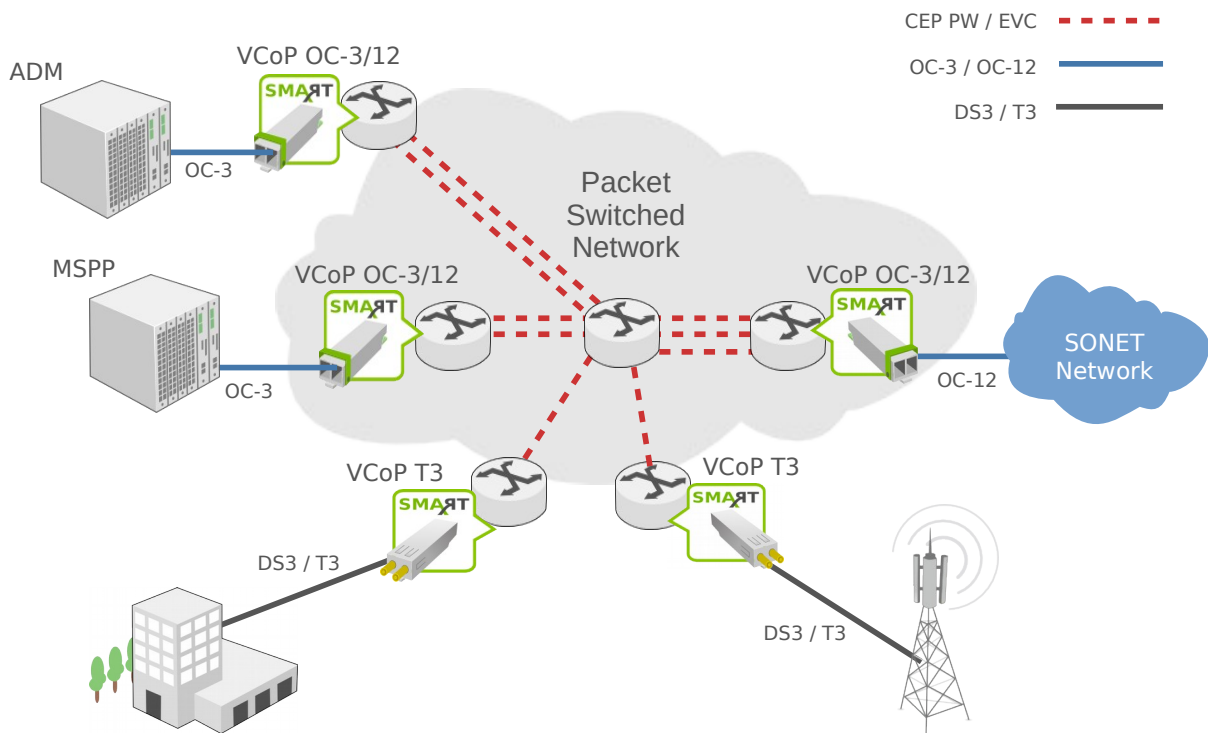 CEP PW / EVC
OC-3 / OC-12
DS3 / T3
ADM
VCoP OC-3/12
SMART
OC-3
Packet
Switched
Network
MSPP
VCoP OC-3/12
SMART
OC-3
VCoP OC-3/12
SMART
OC-12
SONET
Network
VCoP T3
SMART
DS3 / T3
VCoP T3
SMART
DS3 / T3